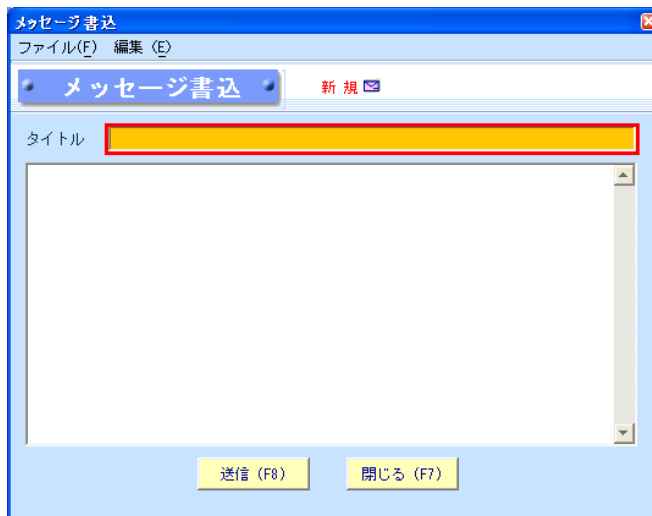 メッセージ書込
ファイル(F) 編集 (E)
メッセージ書込 新 規
タイトル
送信 (F8) 閉じる (F7)